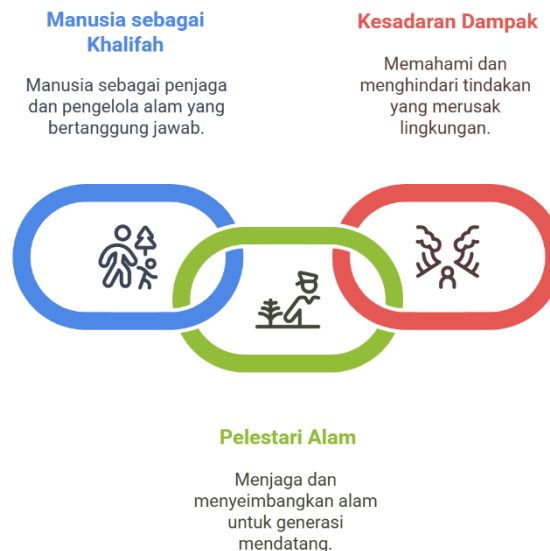 Manusia sebagai
Khalifah
Manusia sebagai penjaga
dan pengelola alam yang
bertanggung jawab.
Kesadaran Dampak
Memahami dan
menghindari tindakan
yang merusak
lingkungan.
Pelestari Alam
Menjaga dan
menyeimbangkan alam
untuk generasi
mendatang.